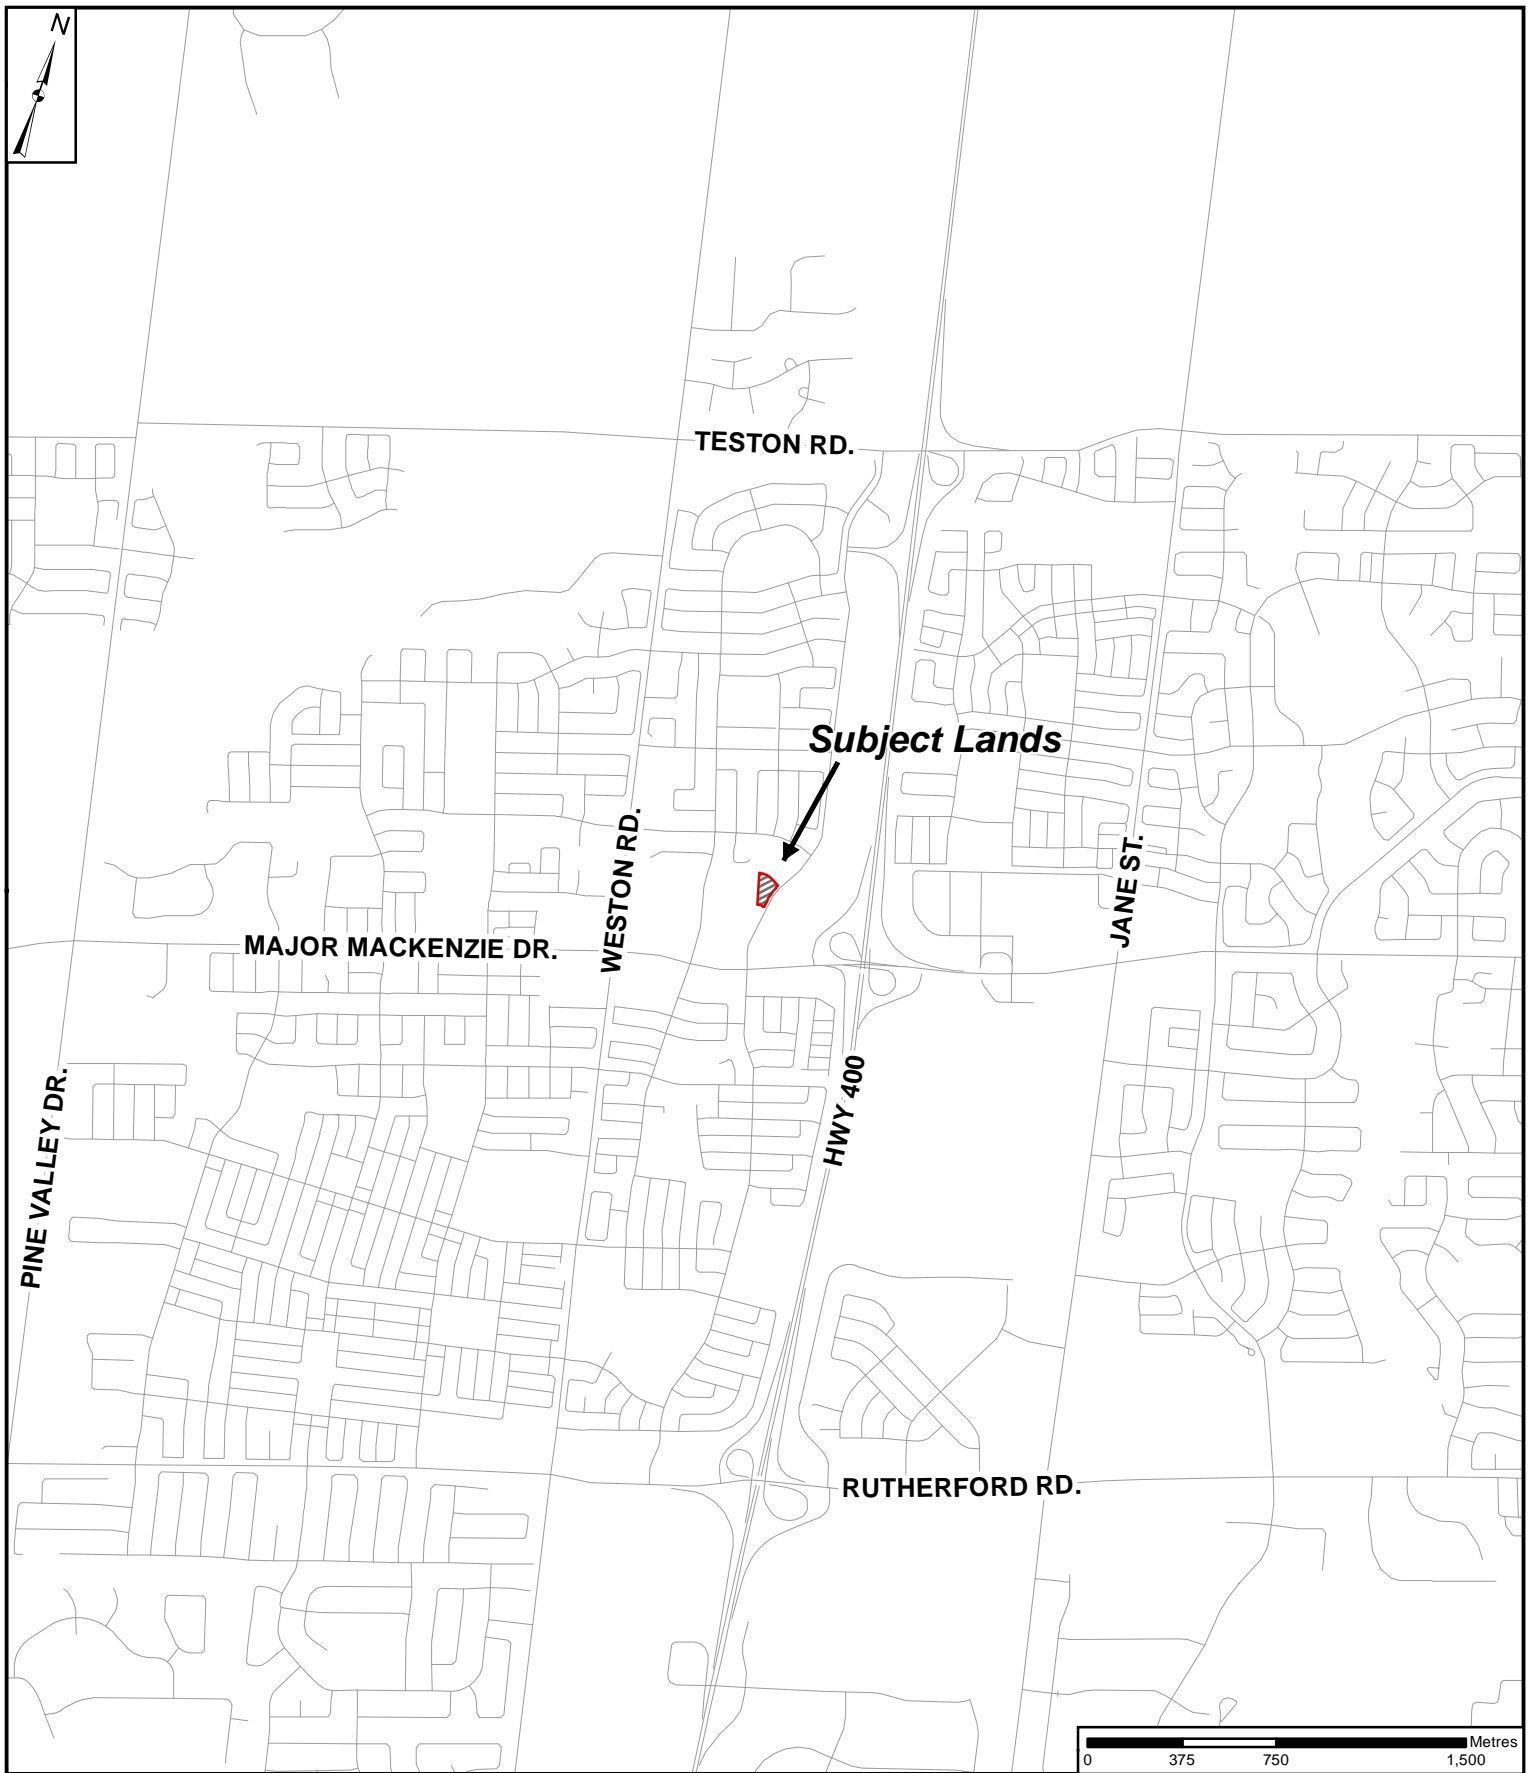 N
TESTON RD.
Subject Lands
WESTON RD.
JANE ST.
MAJOR MACKENZIE DR.
HWY 400
PINE VALLEY DR.
RUTHERFORD RD.
Metres
0 375 750 1,500